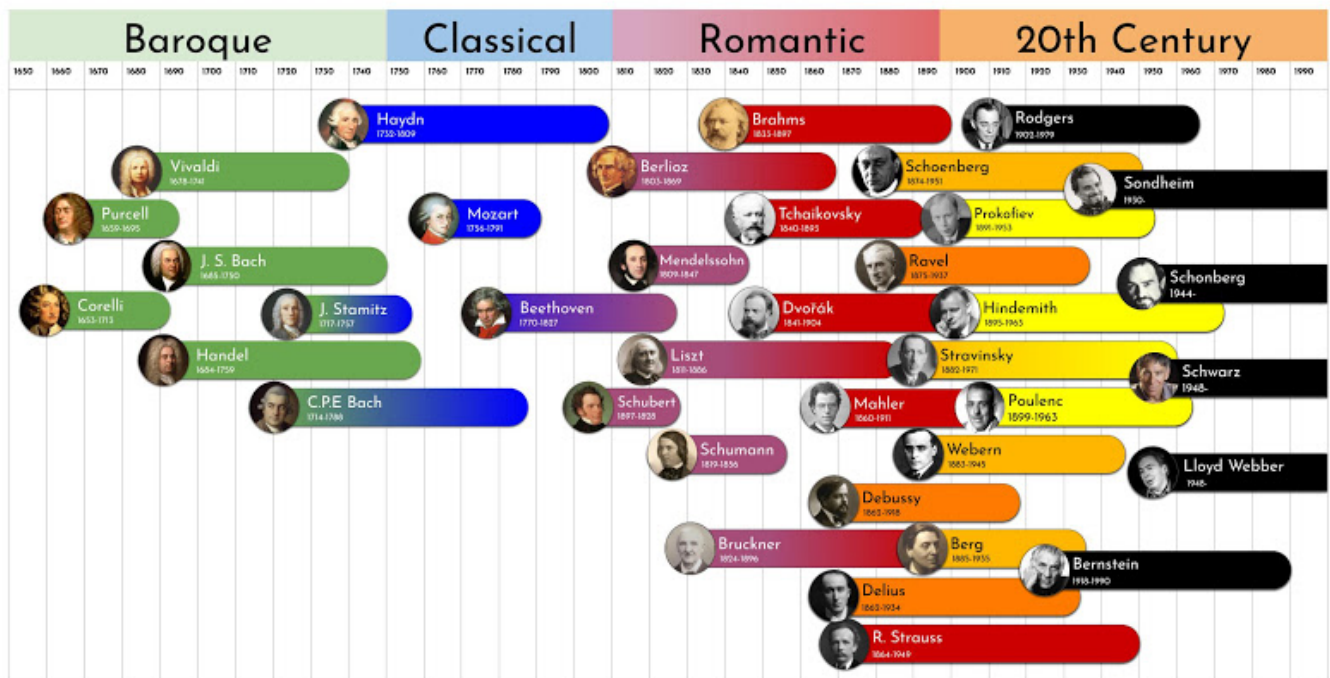 Baroque Classical Romantic 20th Century
1650 1660 1670 1680 1690 1700 1710 1720 1730 1740 1750 1760 1770 1780 1790 1800 1810 1820 1830 1840 1850 1860 1870 1880 1890 1900 1910 1920 1930 1940 1950 1960 1970 1980 1990
Haydn
1732-1809
Brahms
1833-1897
Rodgers
1902-1979
Vivaldi
1678-1741
Berlioz
1803-1869
Schoenberg
1874-1951
Sondheim
1930-
Purcell
1659-1695
Mozart
1756-1791
Tchaikovsky
1840-1893
Prokofiev
1891-1953
J. S. Bach
1685-1750
Mendelssohn
1809-1847
Ravel
1875-1937
Schonberg
1944-
Corelli
1653-1713
J. Stamitz
1717-1757
Beethoven
1770-1827
Dvořák
1841-1904
Hindemith
1895-1963
Handel
1684-1759
Liszt
1811-1886
Stravinsky
1882-1971
Schwarz
1948-
C.P.E Bach
1714-1788
Schubert
1897-1828
Mahler
1860-1911
Poulenc
1899-1963
Schumann
1819-1856
Webern
1883-1945
Lloyd Webber
1948-
Debussy
1862-1918
Bruckner
1824-1896
Berg
1885-1935
Bernstein
1918-1990
Delius
1862-1934
R. Strauss
1864-1949